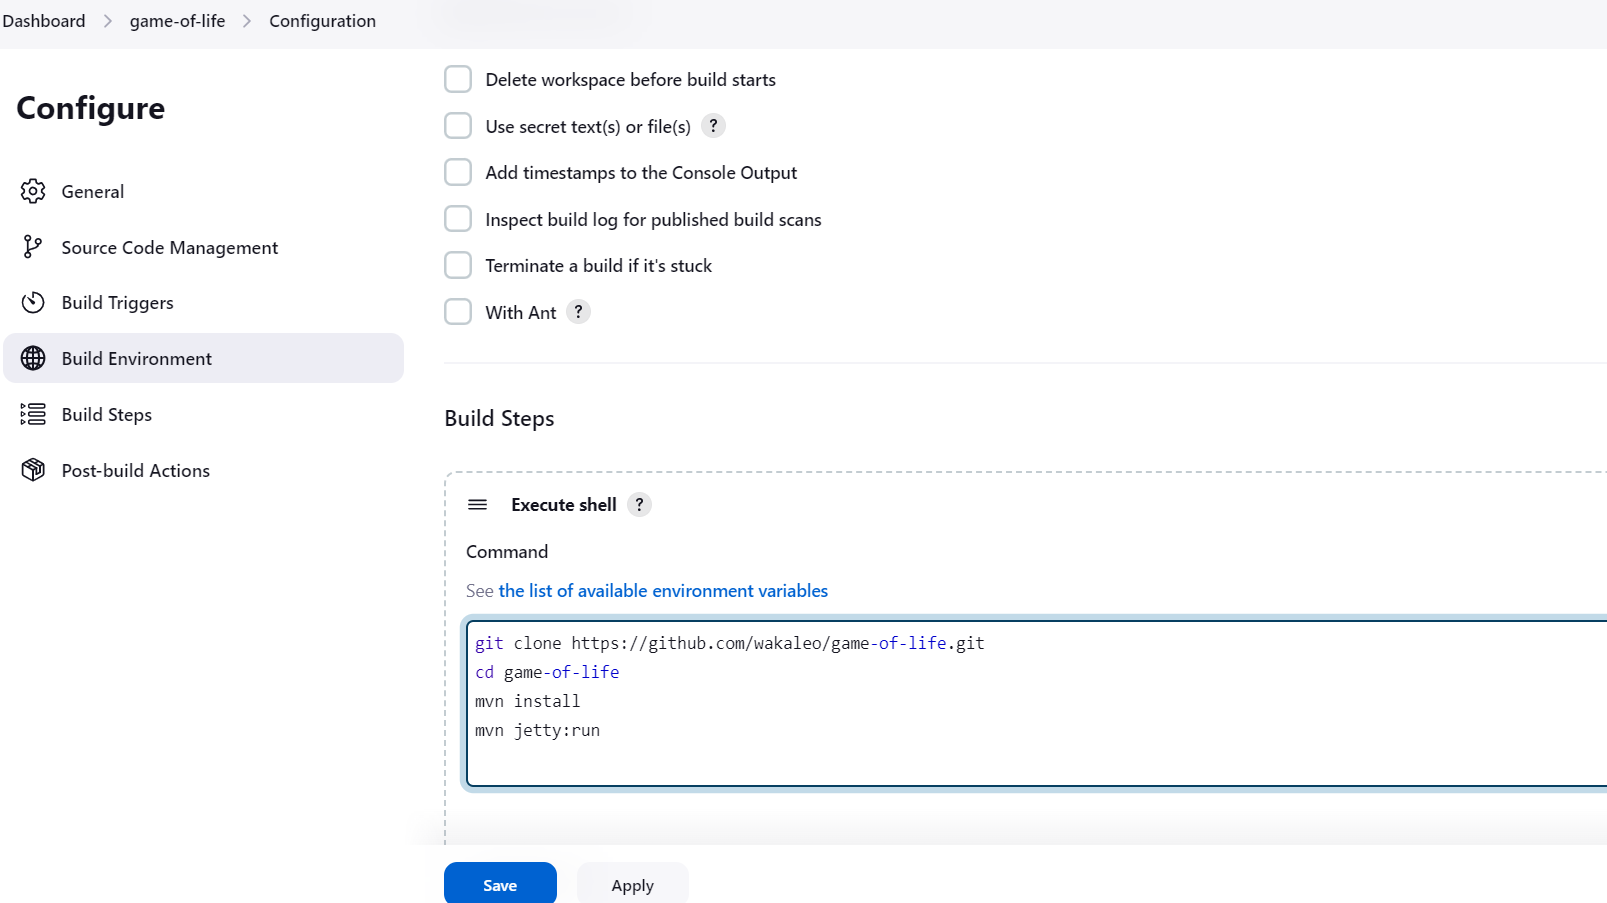 Dashboard > game-of-life > Configuration
Configure
General
Source Code Management
Build Triggers
Build Environment
Build Steps
Post-build Actions
Delete workspace before build starts
Use secret text(s) or file(s) ?
Add timestamps to the Console Output
Inspect build log for published build scans
Terminate a build if it's stuck
With Ant ?
Build Steps
Execute shell ?
Command
See the list of available environment variables
git clone https://github.com/wakaleo/game-of-life.git
cd game-of-life
mvn install
mvn jetty:run
Save Apply